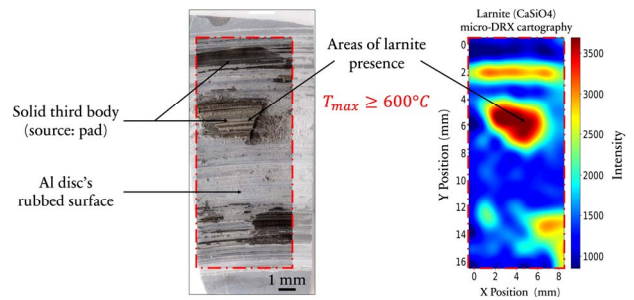 Larnite (CaSiO4)
micro-DRX cartography
Areas of larnite
presence
T_max ≥ 600°C
Solid third body
(source: pad)
Al disc's
rubbed surface
1 mm
Y Position (mm)
0
2
4
6
8
10
12
14
16
0 2 4 6 8
X Position (mm)
3500
3000
2500
2000
1500
1000
Intensity